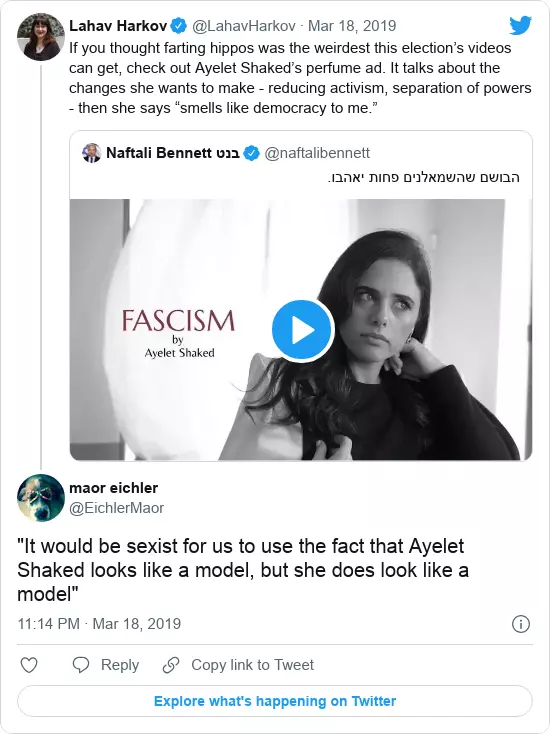 Lahav Harkov @LahavHarkov · Mar 18, 2019
If you thought farting hippos was the weirdest this election’s videos
can get, check out Ayelet Shaked’s perfume ad. It talks about the
changes she wants to make - reducing activism, separation of powers
- then she says “smells like democracy to me.”
Naftali Bennett בנט @naftalibennett
הבושם שהשמאלנים פחות יאהבו.
FASCISM
by
Ayelet Shaked
maor eichler
@EichlerMaor
"It would be sexist for us to use the fact that Ayelet
Shaked looks like a model, but she does look like a
model"
11:14 PM · Mar 18, 2019
Reply
Copy link to Tweet
Explore what's happening on Twitter